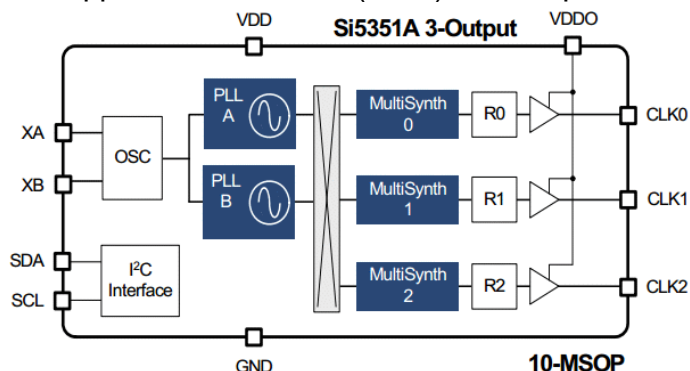 VDD
Si5351A 3-Output
VDDO
PLL
A
MultiSynth
0
R0
CLK0
XA
OSC
XB
PLL
B
MultiSynth
1
R1
CLK1
SDA
I²C
Interface
SCL
MultiSynth
2
R2
CLK2
GND
10-MSOP